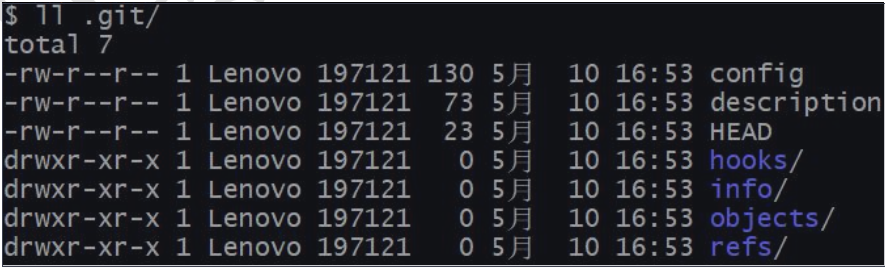 $ ll .git/
total 7
-rw-r--r-- 1 Lenovo 197121 130 5月  10 16:53 config
-rw-r--r-- 1 Lenovo 197121  73 5月  10 16:53 description
-rw-r--r-- 1 Lenovo 197121  23 5月  10 16:53 HEAD
drwxr-xr-x 1 Lenovo 197121   0 5月  10 16:53 hooks/
drwxr-xr-x 1 Lenovo 197121   0 5月  10 16:53 info/
drwxr-xr-x 1 Lenovo 197121   0 5月  10 16:53 objects/
drwxr-xr-x 1 Lenovo 197121   0 5月  10 16:53 refs/